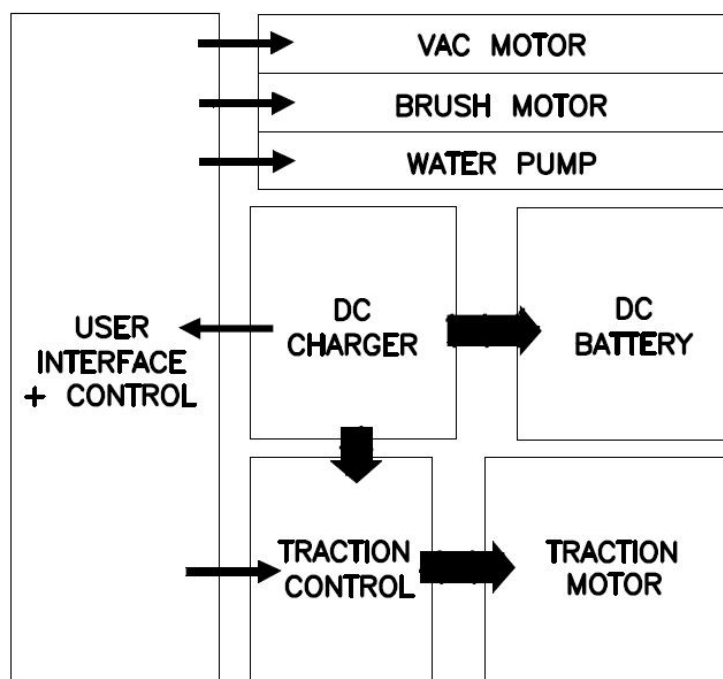 VAC MOTOR
BRUSH MOTOR
WATER PUMP
USER
INTERFACE
+ CONTROL
DC
CHARGER
DC
BATTERY
TRACTION
CONTROL
TRACTION
MOTOR